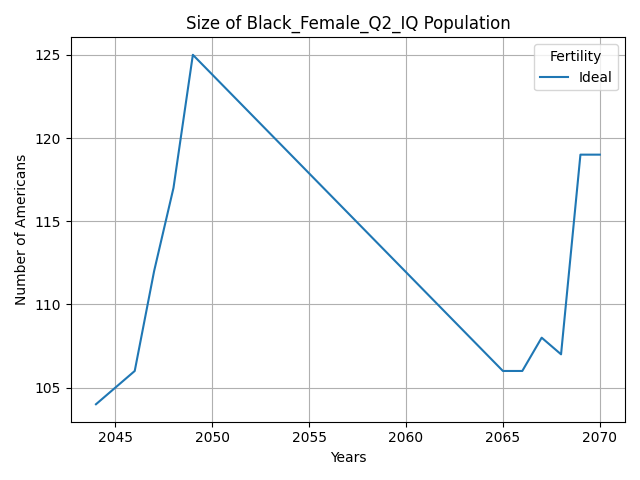 Size of Black_Female_Q2_IQ Population
Fertility
Ideal
Number of Americans
125
120
115
110
105
2045 2050 2055 2060 2065 2070
Years